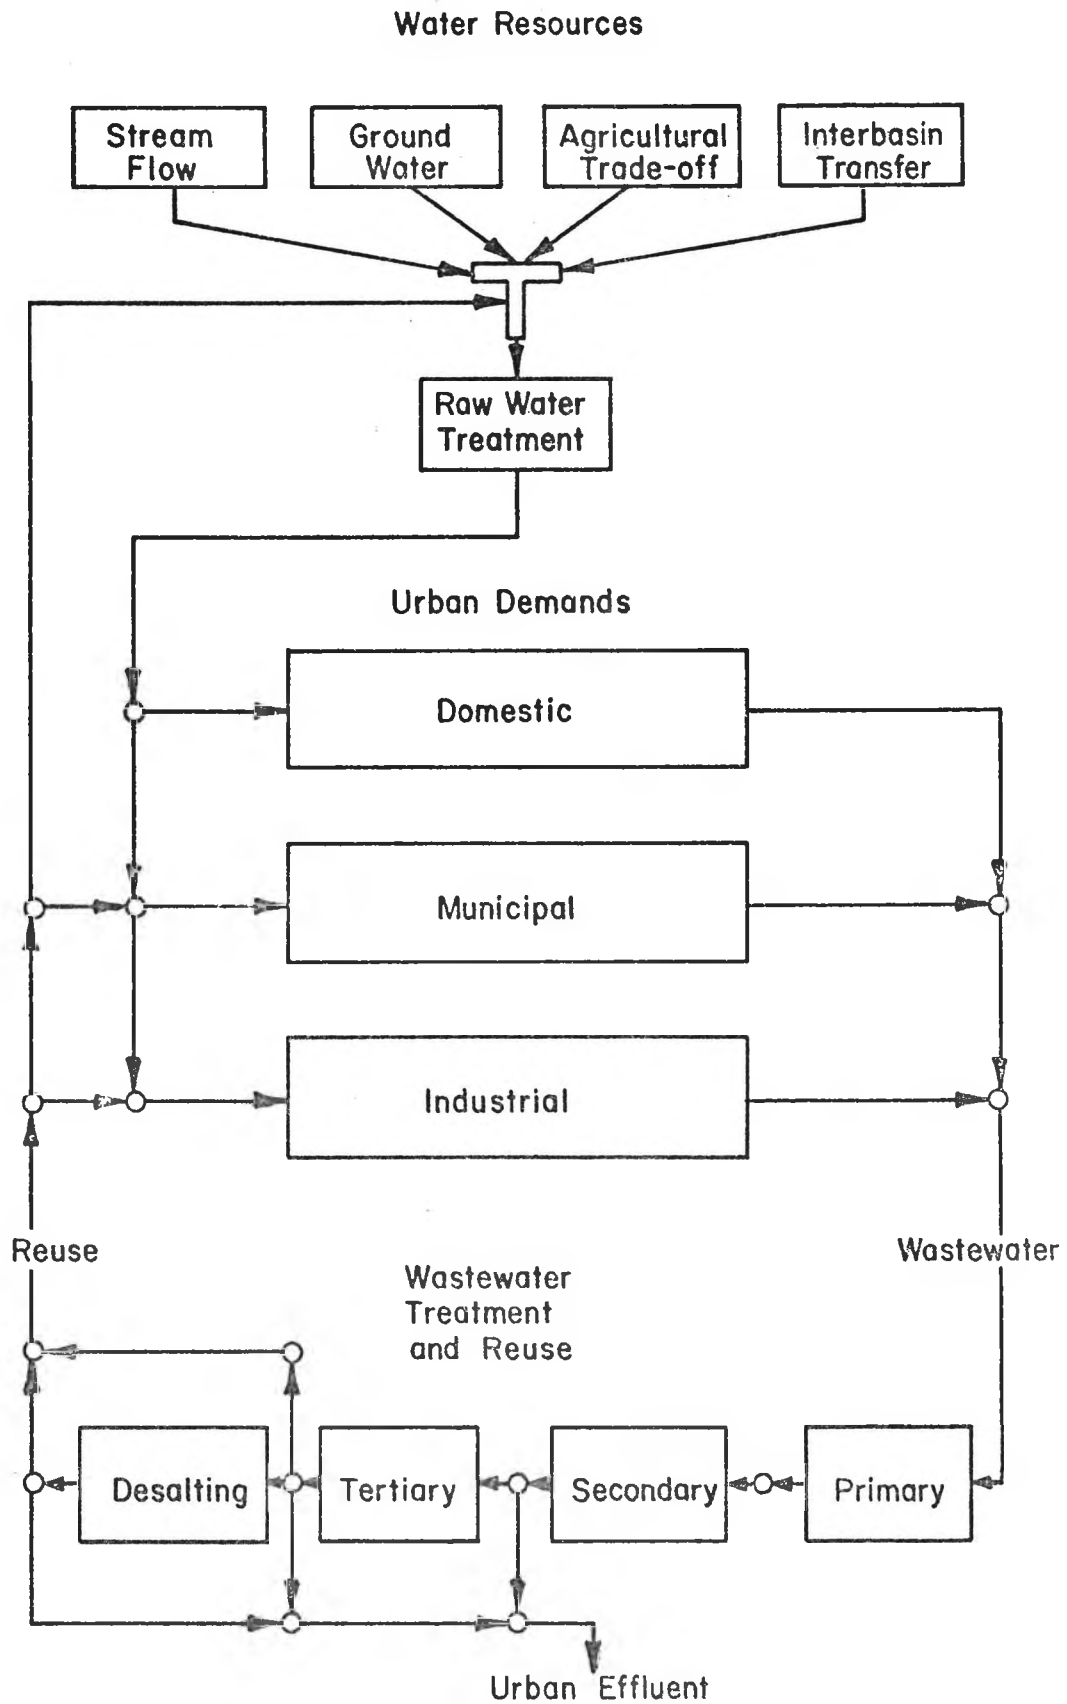 Water Resources
Stream
Flow
Ground
Water
Agricultural
Trade-off
Interbasin
Transfer
Raw Water
Treatment
Urban Demands
Domestic
Municipal
Industrial
Reuse
Wastewater
Wastewater
Treatment
and Reuse
Desalting
Tertiary
Secondary
Primary
Urban Effluent